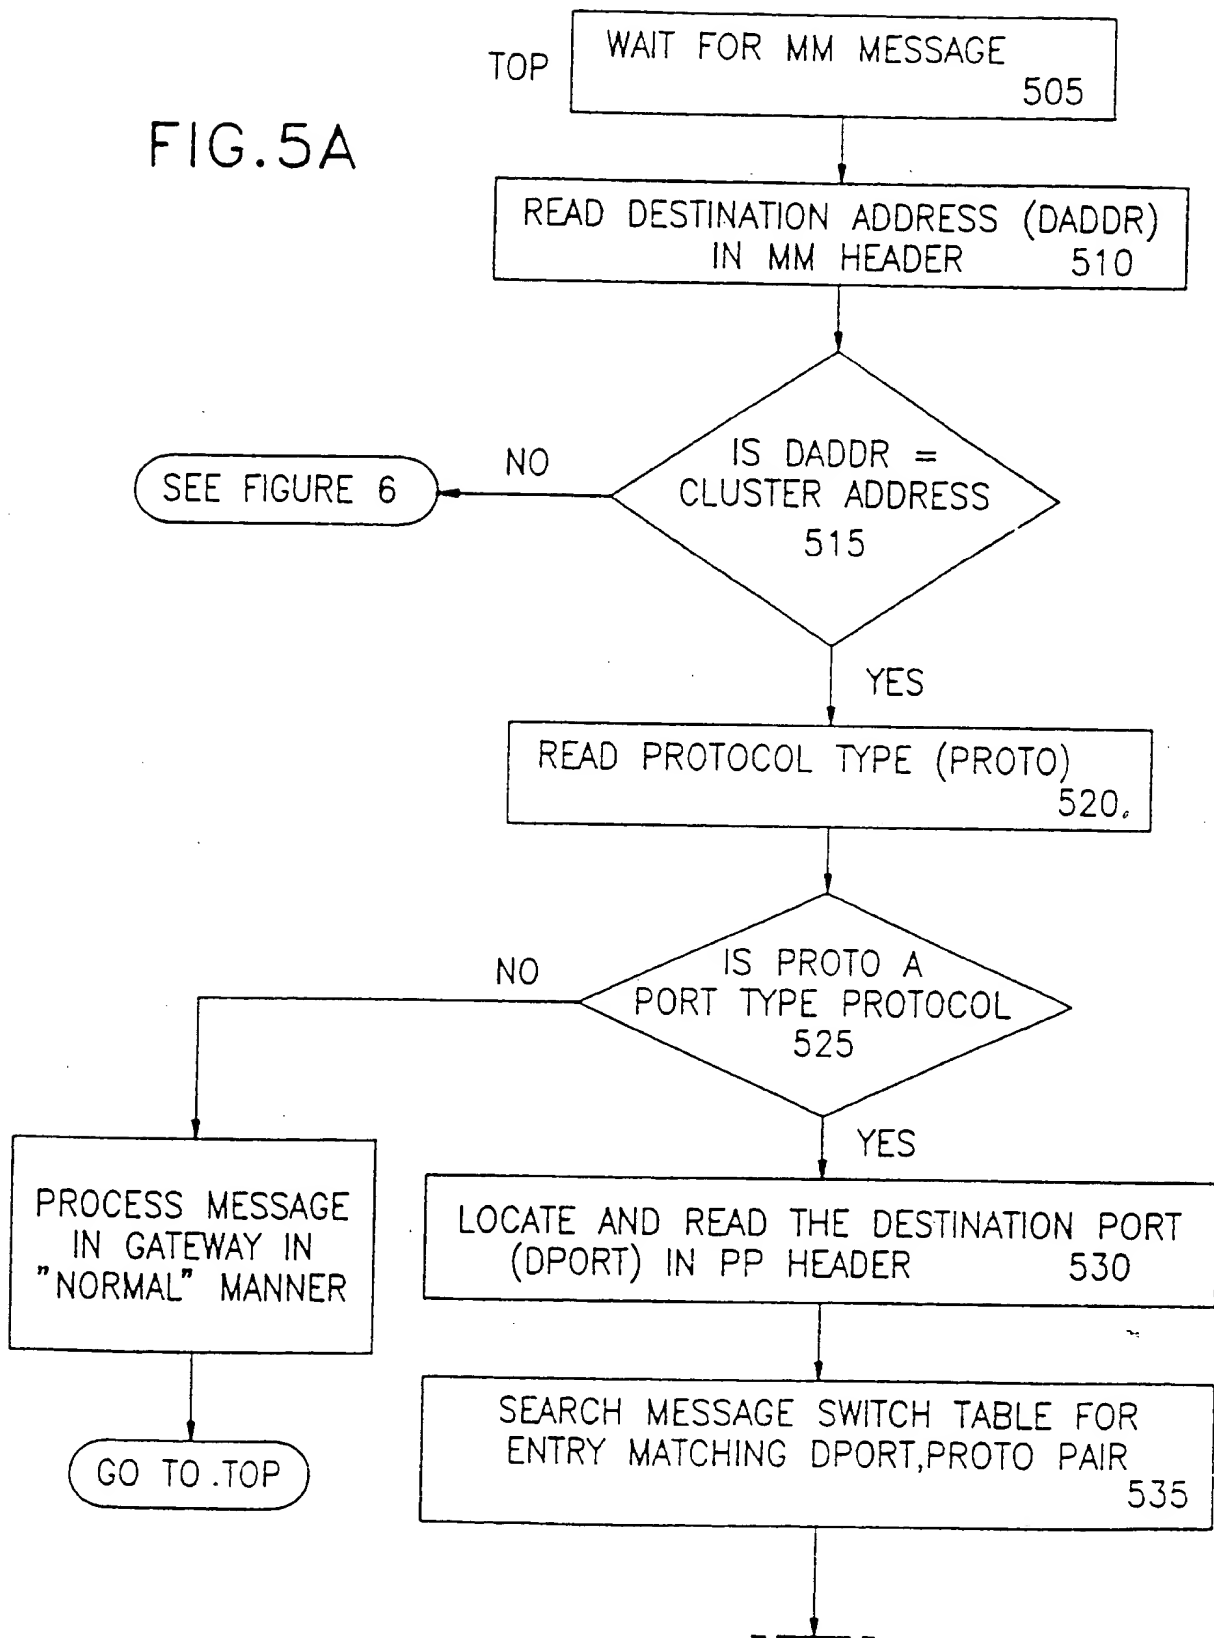 FIG.5A
TOP
WAIT FOR MM MESSAGE
505
READ DESTINATION ADDRESS (DADDR)
IN MM HEADER 510
IS DADDR =
CLUSTER ADDRESS
515
NO
SEE FIGURE 6
YES
READ PROTOCOL TYPE (PROTO)
520.
IS PROTO A
PORT TYPE PROTOCOL
525
NO
PROCESS MESSAGE
IN GATEWAY IN
"NORMAL" MANNER
GO TO .TOP
YES
LOCATE AND READ THE DESTINATION PORT
(DPORT) IN PP HEADER 530
SEARCH MESSAGE SWITCH TABLE FOR
ENTRY MATCHING DPORT,PROTO PAIR
535